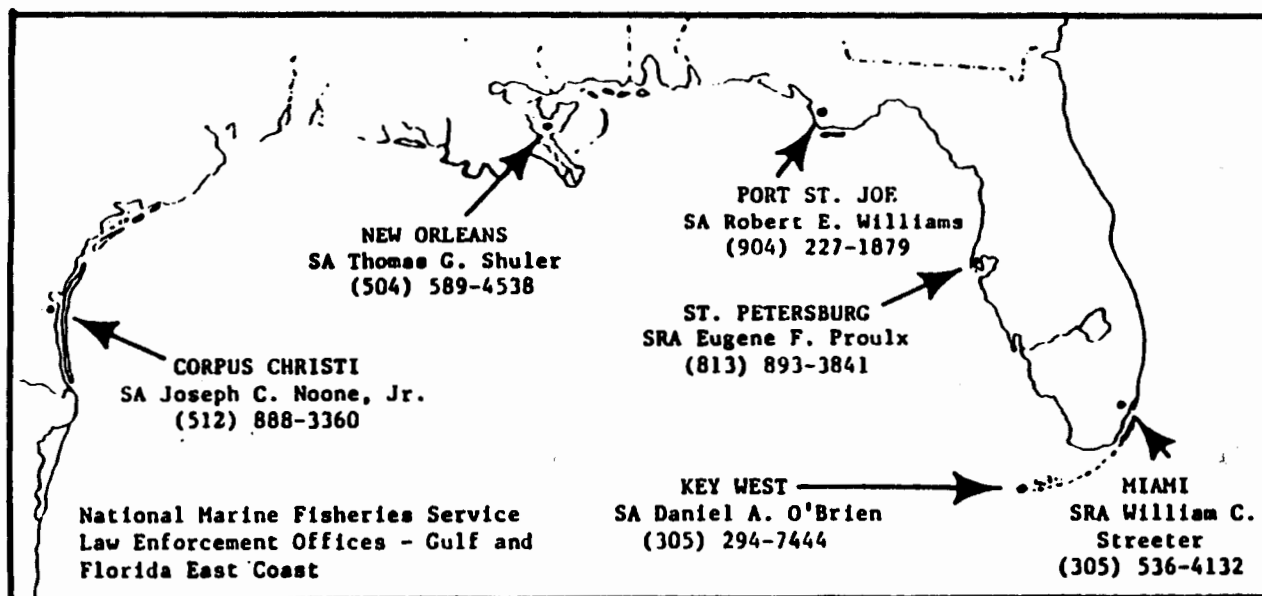 PORT ST. JOE
SA Robert E. Williams
(904) 227-1879
NEW ORLEANS
SA Thomas G. Shuler
(504) 589-4538
ST. PETERSBURG
SRA Eugene F. Proulx
(813) 893-3841
CORPUS CHRISTI
SA Joseph C. Noone, Jr.
(512) 888-3360
KEY WEST
SA Daniel A. O'Brien
(305) 294-7444
MIAMI
SRA William C.
Streeter
(305) 536-4132
National Marine Fisheries Service
Law Enforcement Offices - Gulf and
Florida East Coast